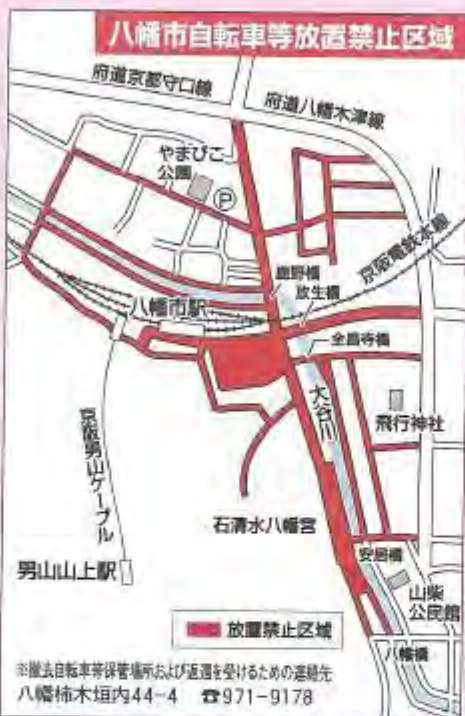 八幡市自転車等放置禁止区域
府道京都守口線
府道八幡木津線
やまびこ
公園
P
京阪電鉄本線
鹿野橋
放生橋
八幡市駅
全昌寺橋
大谷川
飛行神社
京阪男山ケーブル
石清水八幡宮
男山山上駅
安居橋
山柴
公民館
八幡橋
放置禁止区域
※撤去自転車等保管場所および返還を受けるための連絡先
八幡柿木垣内44-4 ☎971-9178